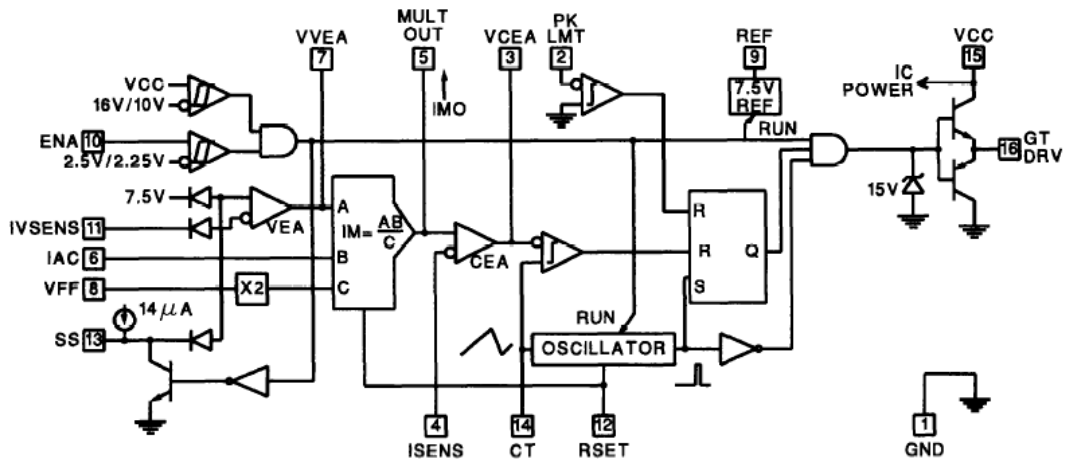 MULT
OUT
5
VVEA
7
VCEA
3
PK
LMT
2
REF
9
VCC
15
VCC
16V/10V
IMO
7.5V
REF
IC
POWER
RUN
ENA 10
2.5V/2.25V
16 GT
DRV
7.5V
15V
IVSENS 11
VEA
A
IM= AB/C
B
C
CEA
R
R
Q
S
IAC 6
VFF 8
X2
14 μA
SS 13
RUN
OSCILLATOR
4
ISENS
14
CT
12
RSET
1
GND